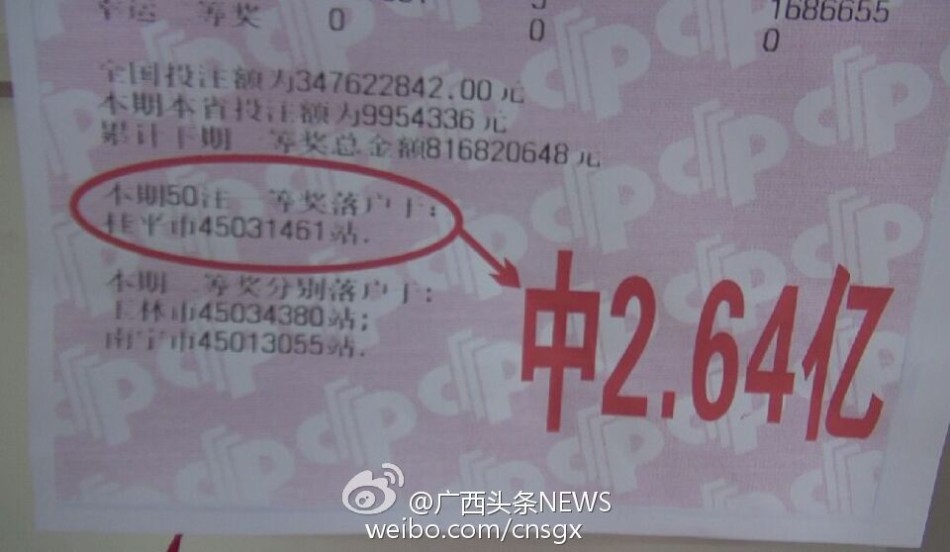 幸运二等奖 0 0 1686655
0
全国投注额为347622842.00元
本期本省投注额为9954336元
累计下期一等奖总金额816820648元
本期50注一等奖落户于:
桂平市45031461站.
本期二等奖分别落户于:
玉林市45034380站;
南宁市45013055站.
中2.64亿
@广西头条NEWS
weibo.com/cnsgx